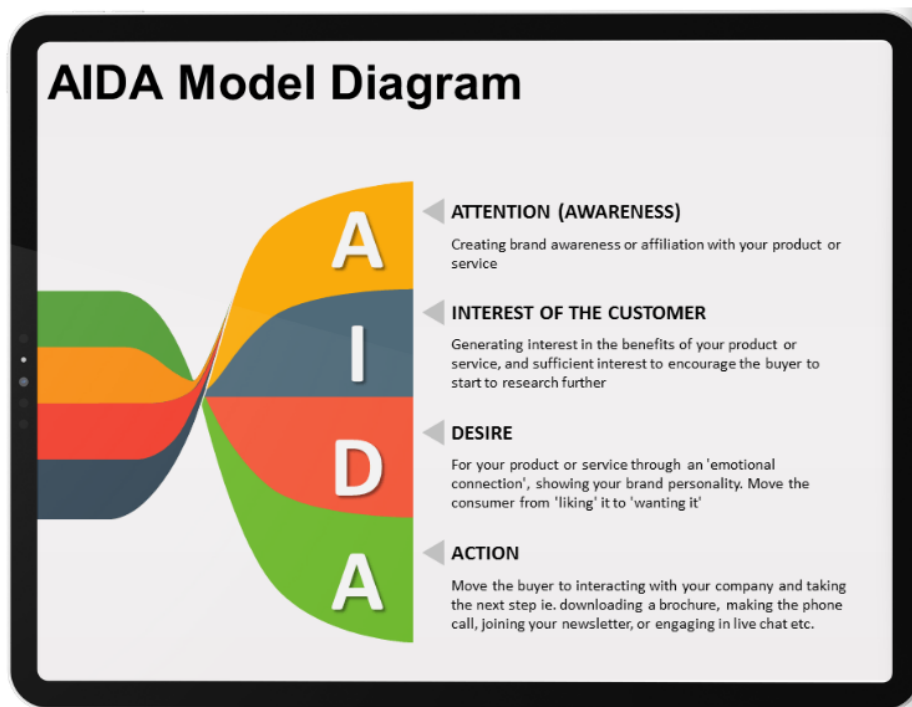 AIDA Model Diagram
A
ATTENTION (AWARENESS)
Creating brand awareness or affiliation with your product or
service
I
INTEREST OF THE CUSTOMER
Generating interest in the benefits of your product or
service, and sufficient interest to encourage the buyer to
start to research further
D
DESIRE
For your product or service through an 'emotional
connection', showing your brand personality. Move the
consumer from 'liking' it to 'wanting it'
A
ACTION
Move the buyer to interacting with your company and taking
the next step ie. downloading a brochure, making the phone
call, joining your newsletter, or engaging in live chat etc.